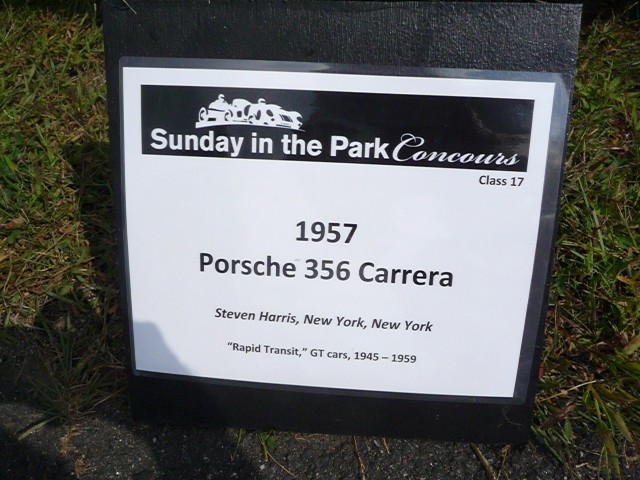 Sunday in the Park Concours
Class 17
1957
Porsche 356 Carrera
Steven Harris, New York, New York
“Rapid Transit,” GT cars, 1945 – 1959